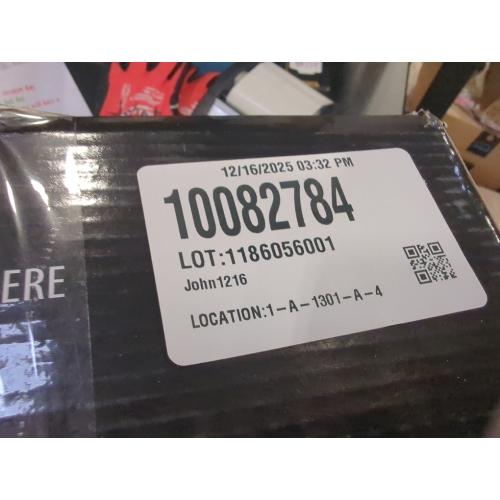 12/16/2025 03:32 PM
10082784
LOT:1186056001
John1216
LOCATION:1-A-1301-A-4
ERE